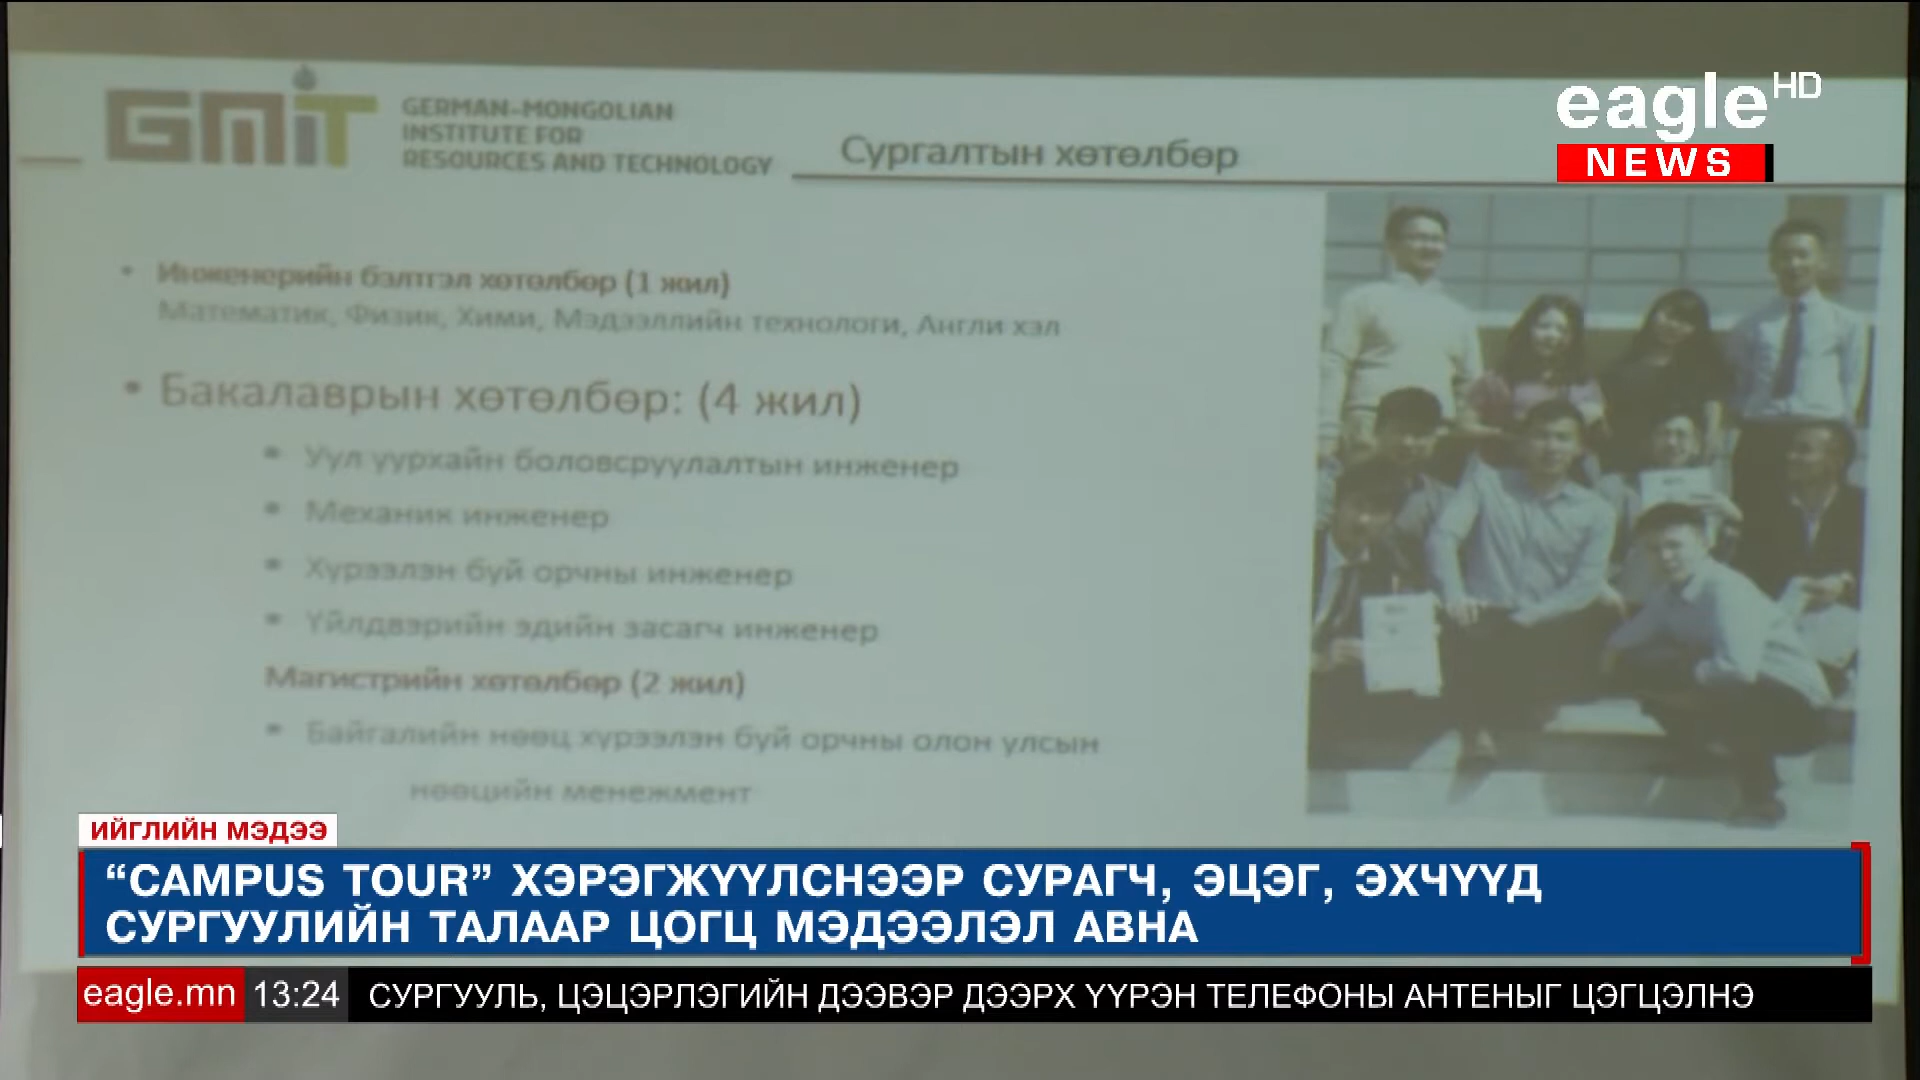 GMIT
GERMAN-MONGOLIAN
INSTITUTE FOR
RESOURCES AND TECHNOLOGY
Сургалтын хөтөлбөр
eagle HD
NEWS
• Инженерийн бэлтгэл хөтөлбөр (1 жил)
Математик, Физик, Хими, Мэдээллийн технологи, Англи хэл
• Бакалаврын хөтөлбөр: (4 жил)
Уул уурхайн боловсруулалтын инженер
Механик инженер
Хүрээлэн буй орчны инженер
Үйлдвэрийн эдийн засагч инженер
Магистрийн хөтөлбөр (2 жил)
Байгалийн нөөц хүрээлэн буй орчны олон улсын
нөөцийн менежмент
ИЙГЛИЙН МЭДЭЭ
“CAMPUS TOUR” ХЭРЭГЖҮҮЛСНЭЭР СУРАГЧ, ЭЦЭГ, ЭХЧҮҮД
СУРГУУЛИЙН ТАЛААР ЦОГЦ МЭДЭЭЛЭЛ АВНА
eagle.mn 13:24 СУРГУУЛЬ, ЦЭЦЭРЛЭГИЙН ДЭЭВЭР ДЭЭРХ ҮҮРЭН ТЕЛЕФОНЫ АНТЕНЫГ ЦЭГЦЭЛНЭ